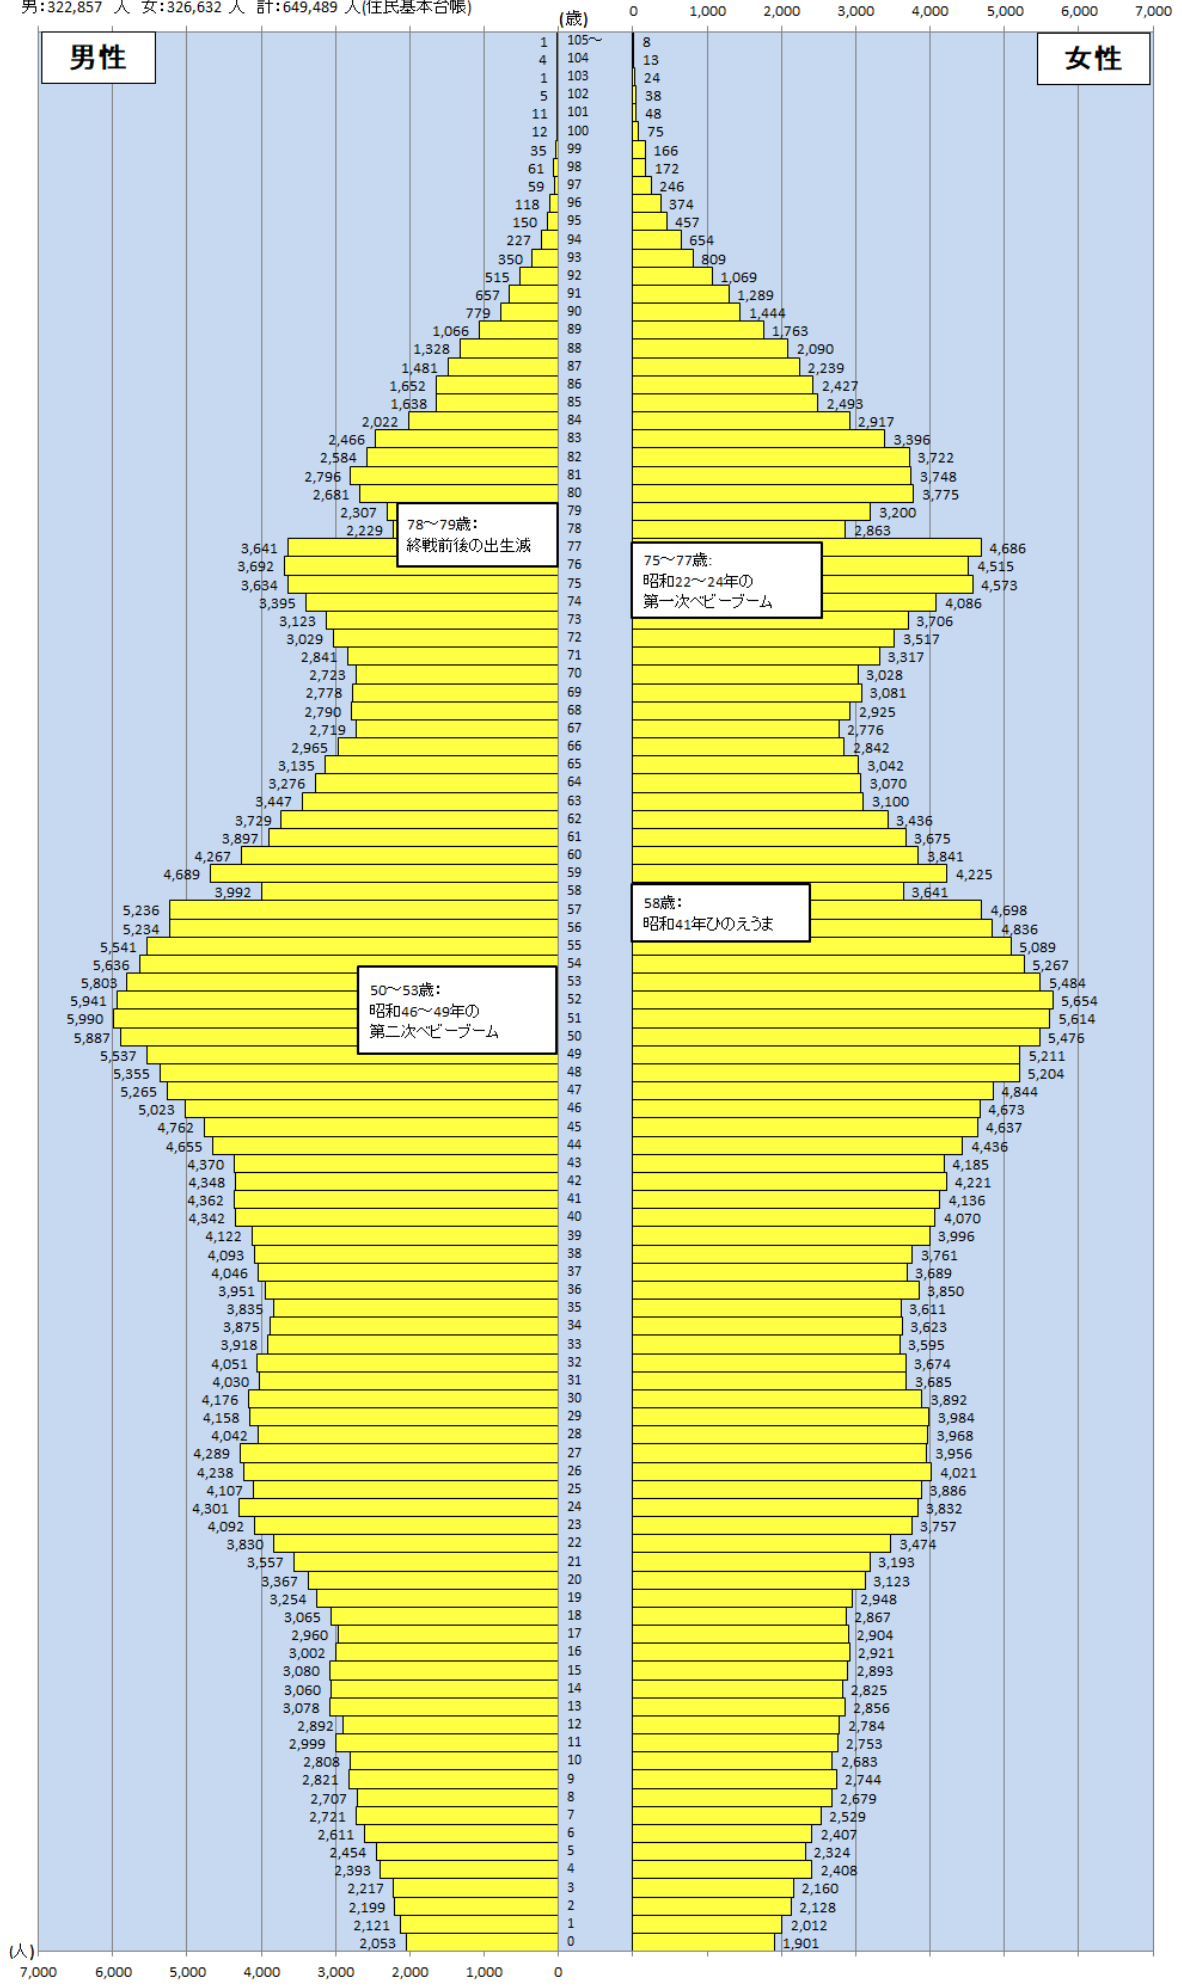 男:322,857 人 女:326,632 人 計:649,489 人(住民基本台帳)
(歳) 0 1,000 2,000 3,000 4,000 5,000 6,000 7,000
男性
女性
1 105～ 8
4 104 13
1 103 24
5 102 38
11 101 48
12 100 75
35 99 166
61 98 172
59 97 246
118 96 374
150 95 457
227 94 654
350 93 809
515 92 1,069
657 91 1,289
779 90 1,444
1,066 89 1,763
1,328 88 2,090
1,481 87 2,239
1,652 86 2,427
1,638 85 2,493
2,022 84 2,917
2,466 83 3,396
2,584 82 3,722
2,796 81 3,748
2,681 80 3,775
2,307 79 3,200
2,229 78 2,863
78～79歳:
終戦前後の出生減
3,641 77 4,686
3,692 76 4,515
3,634 75 4,573
75～77歳:
昭和22～24年の
第一次ベビーブーム
3,395 74 4,086
3,123 73 3,706
3,029 72 3,517
2,841 71 3,317
2,723 70 3,028
2,778 69 3,081
2,790 68 2,925
2,719 67 2,776
2,965 66 2,842
3,135 65 3,042
3,276 64 3,070
3,447 63 3,100
3,729 62 3,436
3,897 61 3,675
4,267 60 3,841
4,689 59 4,225
3,992 58 3,641
58歳:
昭和41年ひのえうま
5,236 57 4,698
5,234 56 4,836
5,541 55 5,089
5,636 54 5,267
5,803 53 5,484
5,941 52 5,654
5,990 51 5,614
5,887 50 5,476
50～53歳:
昭和46～49年の
第二次ベビーブーム
5,537 49 5,211
5,355 48 5,204
5,265 47 4,844
5,023 46 4,673
4,762 45 4,637
4,655 44 4,436
4,370 43 4,185
4,348 42 4,221
4,362 41 4,136
4,342 40 4,070
4,122 39 3,996
4,093 38 3,761
4,046 37 3,689
3,951 36 3,850
3,835 35 3,611
3,875 34 3,623
3,918 33 3,595
4,051 32 3,674
4,030 31 3,685
4,176 30 3,892
4,158 29 3,984
4,042 28 3,968
4,289 27 3,956
4,238 26 4,021
4,107 25 3,886
4,301 24 3,832
4,092 23 3,757
3,830 22 3,474
3,557 21 3,193
3,367 20 3,123
3,254 19 2,948
3,065 18 2,867
2,960 17 2,904
3,002 16 2,921
3,080 15 2,893
3,060 14 2,825
3,078 13 2,856
2,892 12 2,784
2,999 11 2,753
2,808 10 2,683
2,821 9 2,744
2,707 8 2,679
2,721 7 2,529
2,611 6 2,407
2,454 5 2,324
2,393 4 2,408
2,217 3 2,160
2,199 2 2,128
2,121 1 2,012
2,053 0 1,901
(人)
7,000 6,000 5,000 4,000 3,000 2,000 1,000 0